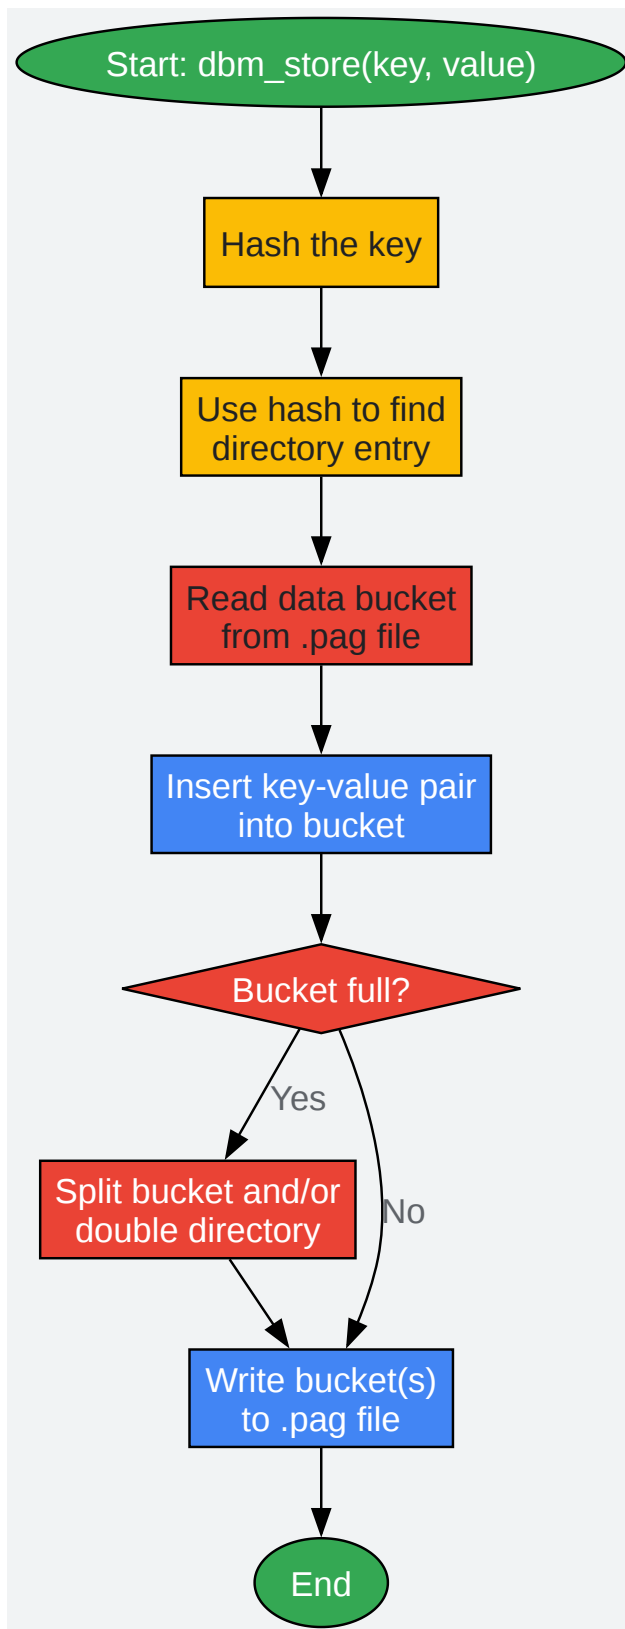 Start: dbm_store(key, value)
Hash the key
Use hash to find
directory entry
Read data bucket
from .pag file
Insert key-value pair
into bucket
Bucket full?
Yes
Split bucket and/or
double directory
No
Write bucket(s)
to .pag file
End